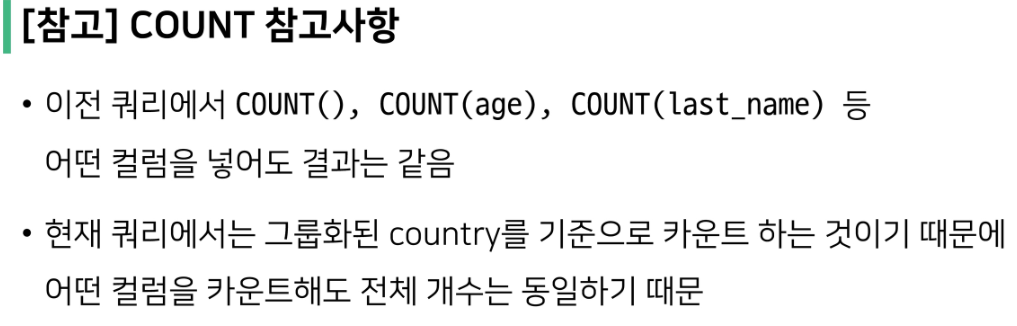 [참고] COUNT 참고사항
• 이전 쿼리에서 COUNT(), COUNT(age), COUNT(last_name) 등
어떤 컬럼을 넣어도 결과는 같음
• 현재 쿼리에서는 그룹화된 country를 기준으로 카운트 하는 것이기 때문에
어떤 컬럼을 카운트해도 전체 개수는 동일하기 때문